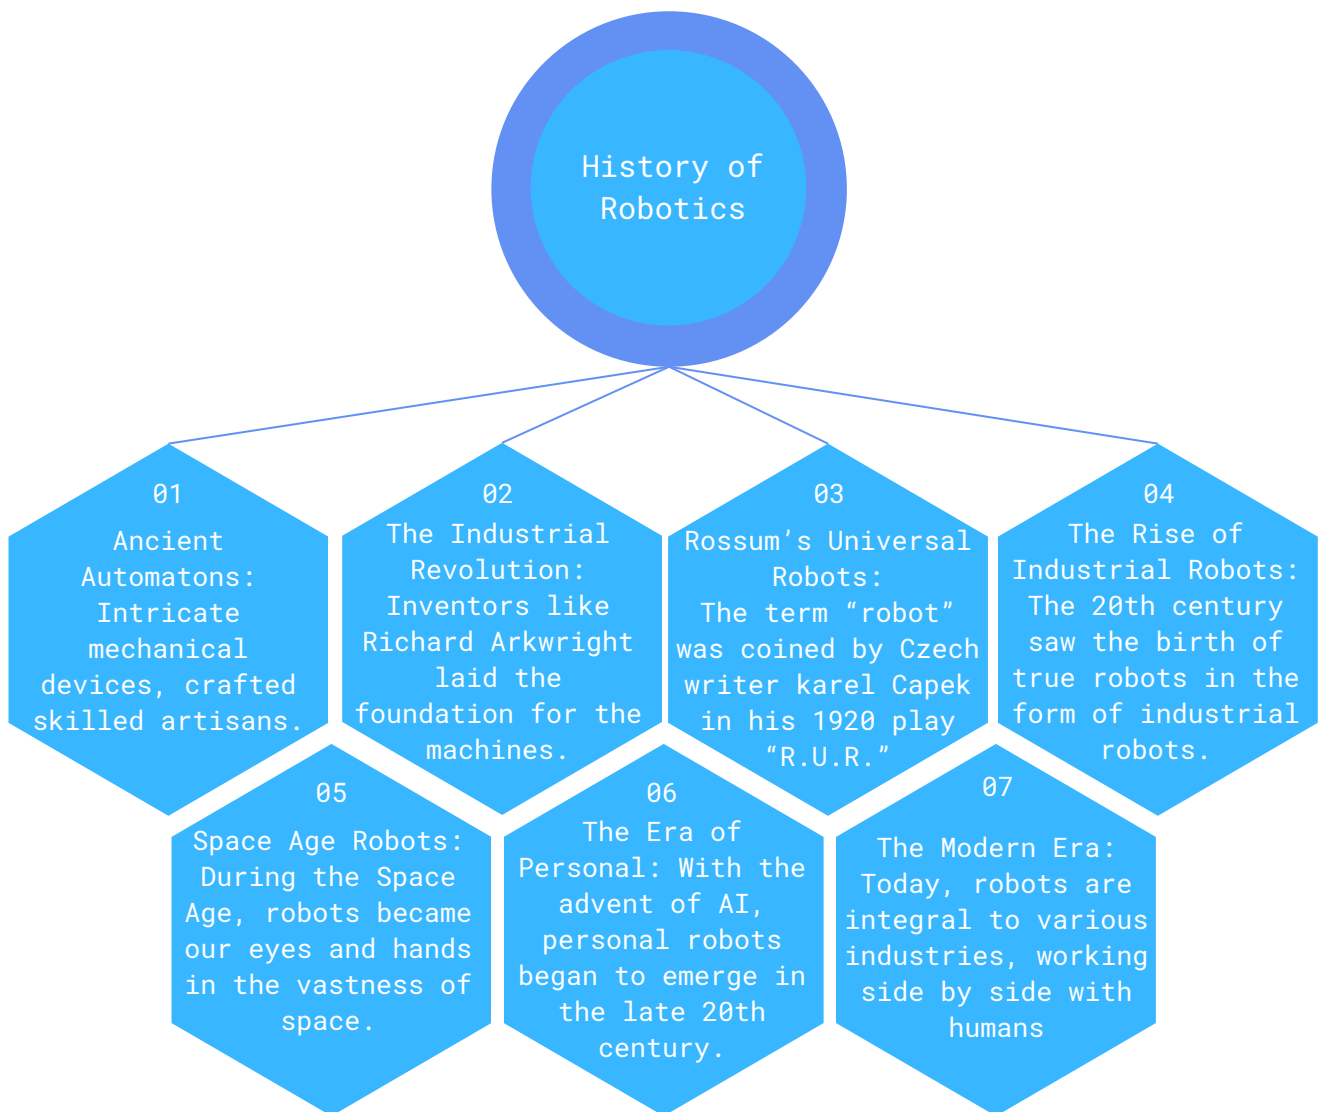 History of
Robotics
01
Ancient
Automatons:
Intricate
mechanical
devices, crafted
skilled artisans.
02
The Industrial
Revolution:
Inventors like
Richard Arkwright
laid the
foundation for the
machines.
03
Rossum’s Universal
Robots:
The term “robot”
was coined by Czech
writer karel Capek
in his 1920 play
“R.U.R.”
04
The Rise of
Industrial Robots:
The 20th century
saw the birth of
true robots in the
form of industrial
robots.
05
Space Age Robots:
During the Space
Age, robots became
our eyes and hands
in the vastness of
space.
06
The Era of
Personal: With the
advent of AI,
personal robots
began to emerge in
the late 20th
century.
07
The Modern Era:
Today, robots are
integral to various
industries, working
side by side with
humans